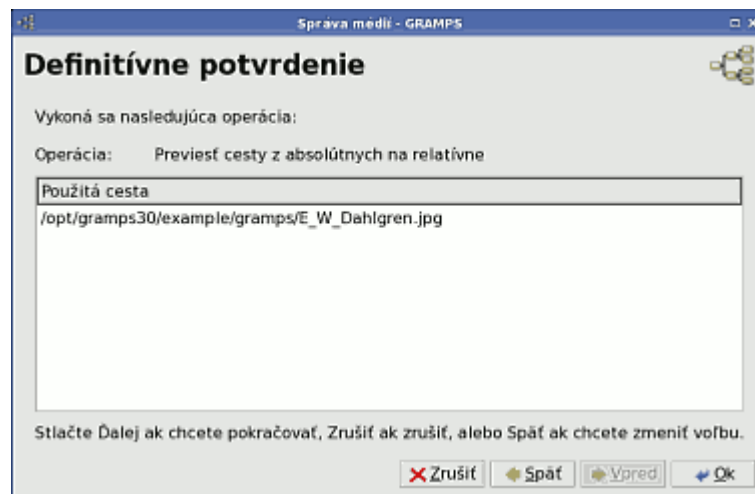 Správa médií - GRAMPS
Definitívne potvrdenie
Vykoná sa nasledujúca operácia:
Operácia: Previesť cesty z absolútnych na relatívne
Použitá cesta
/opt/gramps30/example/gramps/E_W_Dahlgren.jpg
Stlačte Ďalej ak chcete pokračovať, Zrušiť ak zrušiť, alebo Späť ak chcete zmeniť voľbu.
Zrušiť Späť Vpred Ok